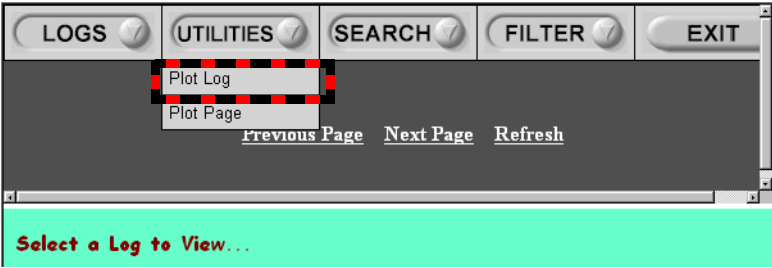 LOGS UTILITIES SEARCH FILTER EXIT
Plot Log
Plot Page
Previous Page Next Page Refresh
Select a Log to View...